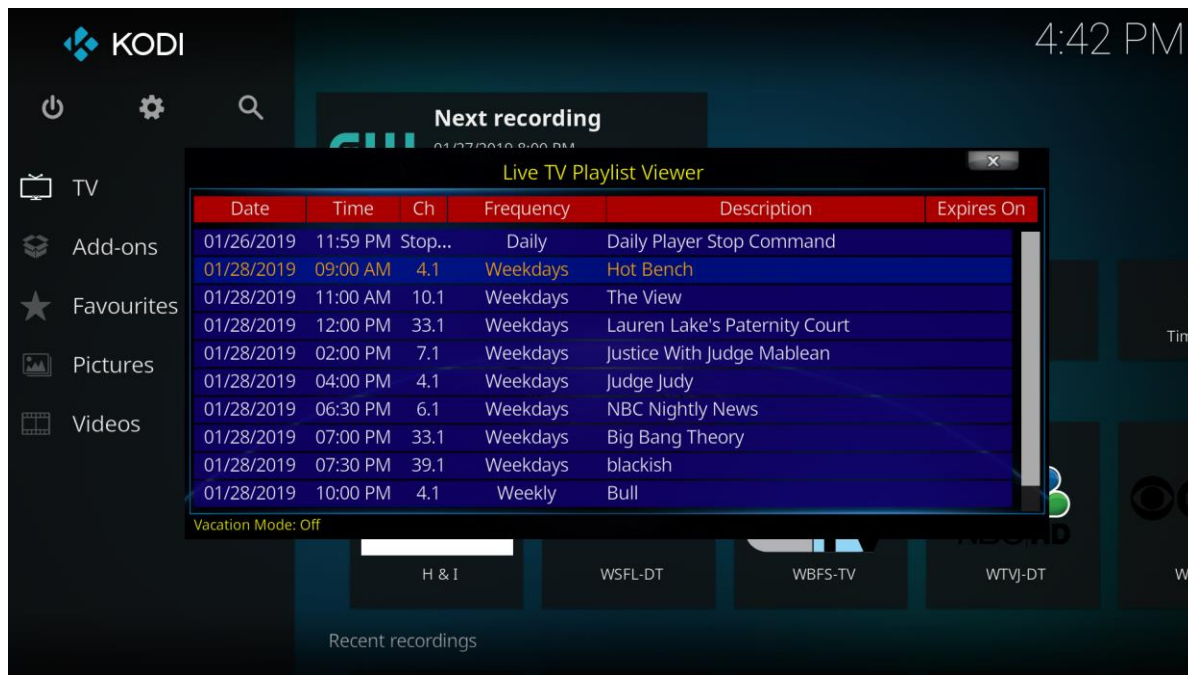 KODI
4:42 PM
Next recording
01/27/2019 8:00 PM
TV
Add-ons
Favourites
Pictures
Videos
Live TV Playlist Viewer
x
Date Time Ch Frequency Description Expires On
01/26/2019 11:59 PM Stop... Daily Daily Player Stop Command
01/28/2019 09:00 AM 4.1 Weekdays Hot Bench
01/28/2019 11:00 AM 10.1 Weekdays The View
01/28/2019 12:00 PM 33.1 Weekdays Lauren Lake's Paternity Court
01/28/2019 02:00 PM 7.1 Weekdays Justice With Judge Mablean
01/28/2019 04:00 PM 4.1 Weekdays Judge Judy
01/28/2019 06:30 PM 6.1 Weekdays NBC Nightly News
01/28/2019 07:00 PM 33.1 Weekdays Big Bang Theory
01/28/2019 07:30 PM 39.1 Weekdays blackish
01/28/2019 10:00 PM 4.1 Weekly Bull
Vacation Mode: Off
H & I
WSFL-DT
WBFS-TV
WTVJ-DT
Recent recordings